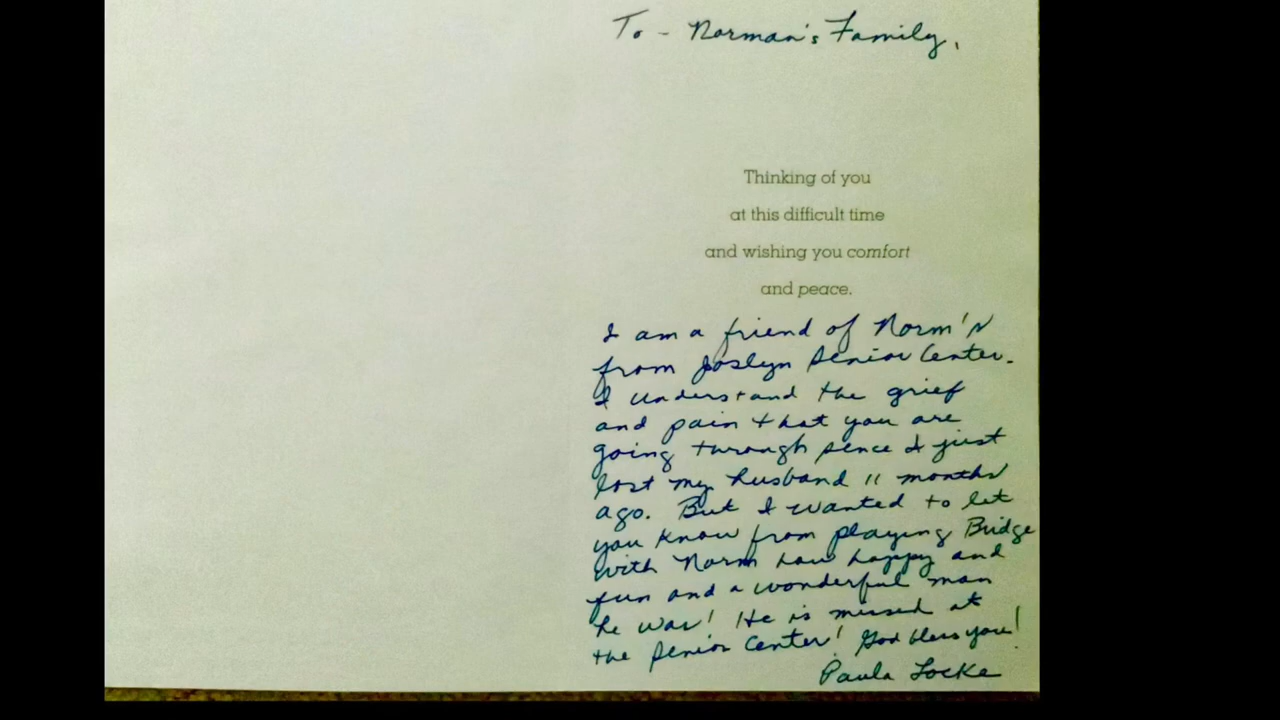 To - Norman's Family,
Thinking of you
at this difficult time
and wishing you comfort
and peace.
I am a friend of Norm's
from Joslyn Senior Center.
I understand the grief
and pain that you are
going through sence I just
lost my husband 11 months
ago. But I wanted to let
you know from playing Bridge
with Norm how happy and
fun and a wonderful man
he was! He is missed at
the Senior Center! God bless you!
Paula Locke